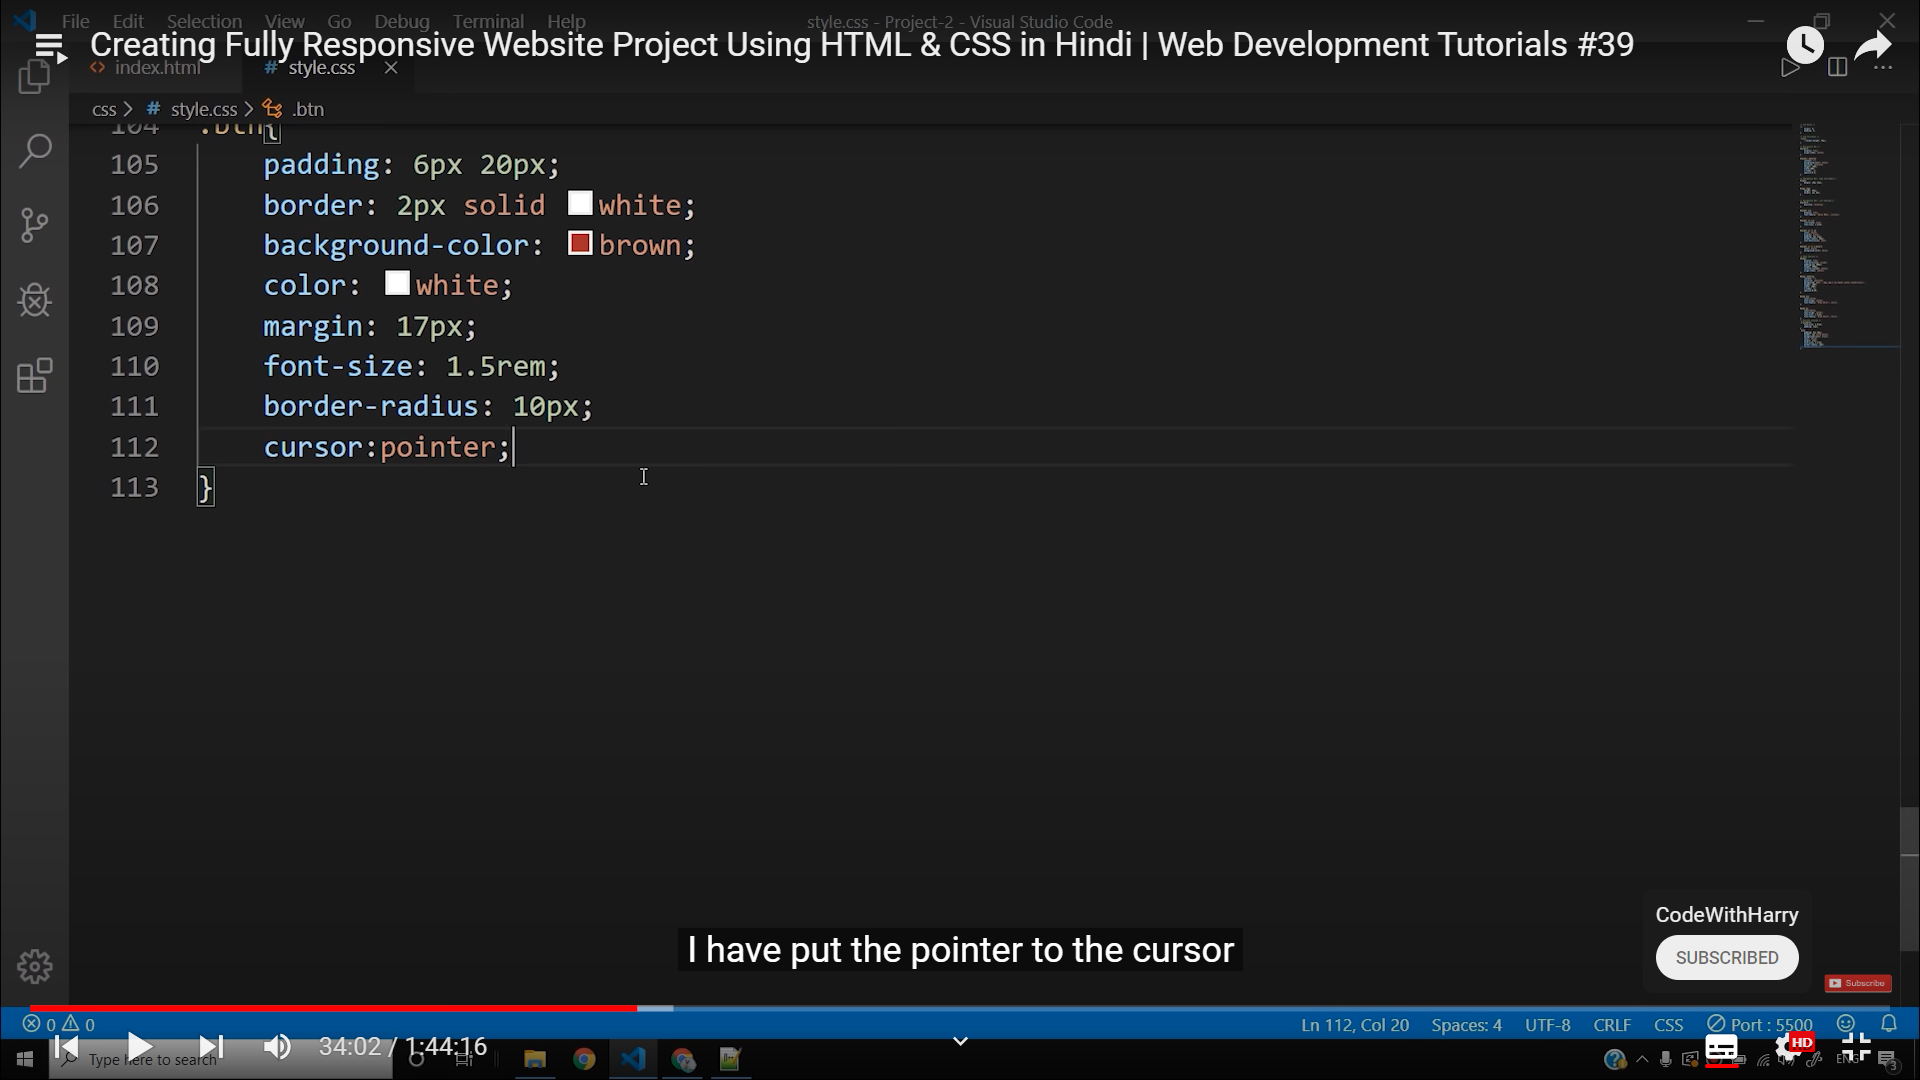 File Edit Selection View Go Debug Terminal Help
style.css - Project-2 - Visual Studio Code
Creating Fully Responsive Website Project Using HTML & CSS in Hindi | Web Development Tutorials #39
<> index.html
# style.css
css > # style.css > .btn
104 .btn{
105 padding: 6px 20px;
106 border: 2px solid white;
107 background-color: brown;
108 color: white;
109 margin: 17px;
110 font-size: 1.5rem;
111 border-radius: 10px;
112 cursor:pointer;
113 }
CodeWithHarry
I have put the pointer to the cursor
SUBSCRIBED
Subscribe
0 0
Ln 112, Col 20 Spaces: 4 UTF-8 CRLF CSS Port : 5500
34:02 / 1:44:16
HD
Type here to search
ENG
3